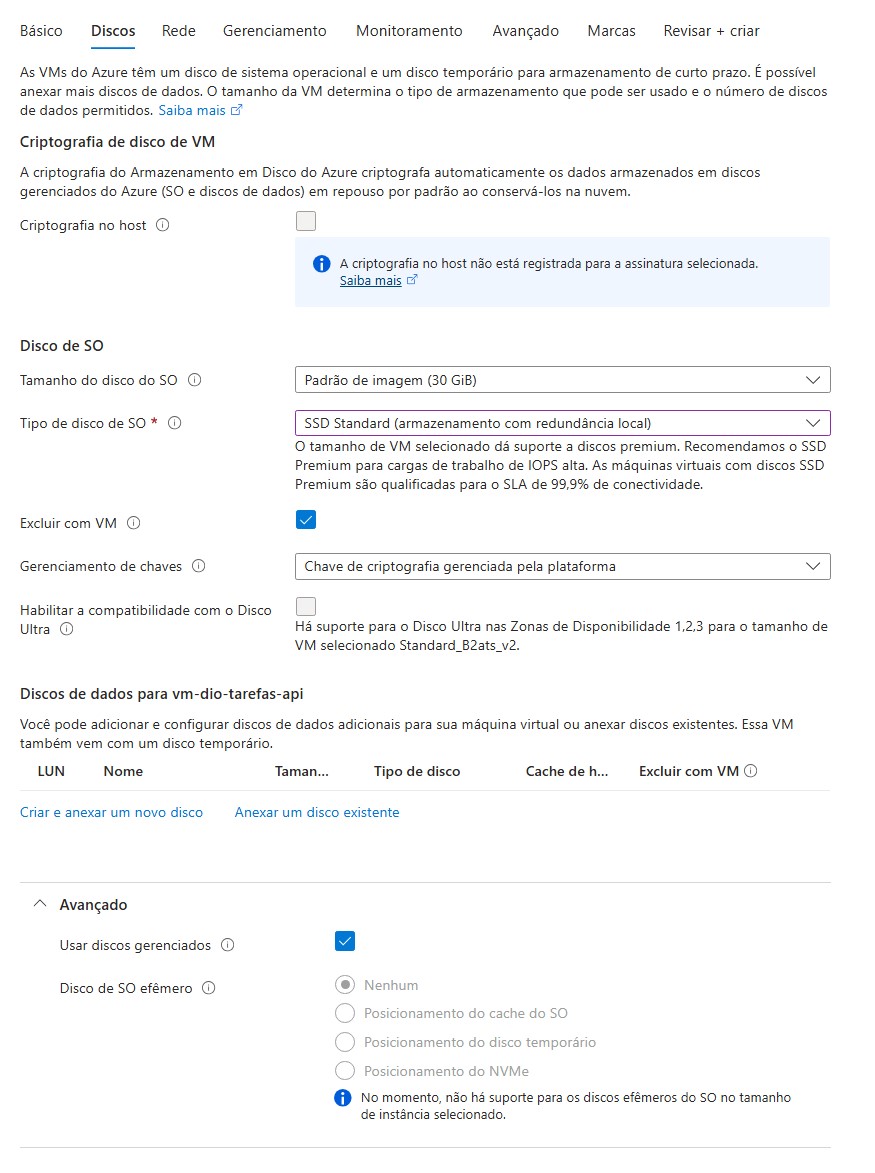 Básico Discos Rede Gerenciamento Monitoramento Avançado Marcas Revisar + criar
As VMs do Azure têm um disco de sistema operacional e um disco temporário para armazenamento de curto prazo. É possível
anexar mais discos de dados. O tamanho da VM determina o tipo de armazenamento que pode ser usado e o número de discos
de dados permitidos. Saiba mais
Criptografia de disco de VM
A criptografia do Armazenamento em Disco do Azure criptografa automaticamente os dados armazenados em discos
gerenciados do Azure (SO e discos de dados) em repouso por padrão ao conservá-los na nuvem.
Criptografia no host
A criptografia no host não está registrada para a assinatura selecionada.
Saiba mais
Disco de SO
Tamanho do disco do SO
Padrão de imagem (30 GiB)
Tipo de disco de SO *
SSD Standard (armazenamento com redundância local)
O tamanho de VM selecionado dá suporte a discos premium. Recomendamos o SSD
Premium para cargas de trabalho de IOPS alta. As máquinas virtuais com discos SSD
Premium são qualificadas para o SLA de 99,9% de conectividade.
Excluir com VM
Gerenciamento de chaves
Chave de criptografia gerenciada pela plataforma
Habilitar a compatibilidade com o Disco
Ultra
Há suporte para o Disco Ultra nas Zonas de Disponibilidade 1,2,3 para o tamanho de
VM selecionado Standard_B2ats_v2.
Discos de dados para vm-dio-tarefas-api
Você pode adicionar e configurar discos de dados adicionais para sua máquina virtual ou anexar discos existentes. Essa VM
também vem com um disco temporário.
LUN Nome Taman... Tipo de disco Cache de h... Excluir com VM
Criar e anexar um novo disco Anexar um disco existente
Avançado
Usar discos gerenciados
Disco de SO efêmero
Nenhum
Posicionamento do cache do SO
Posicionamento do disco temporário
Posicionamento do NVMe
No momento, não há suporte para os discos efêmeros do SO no tamanho
de instância selecionado.